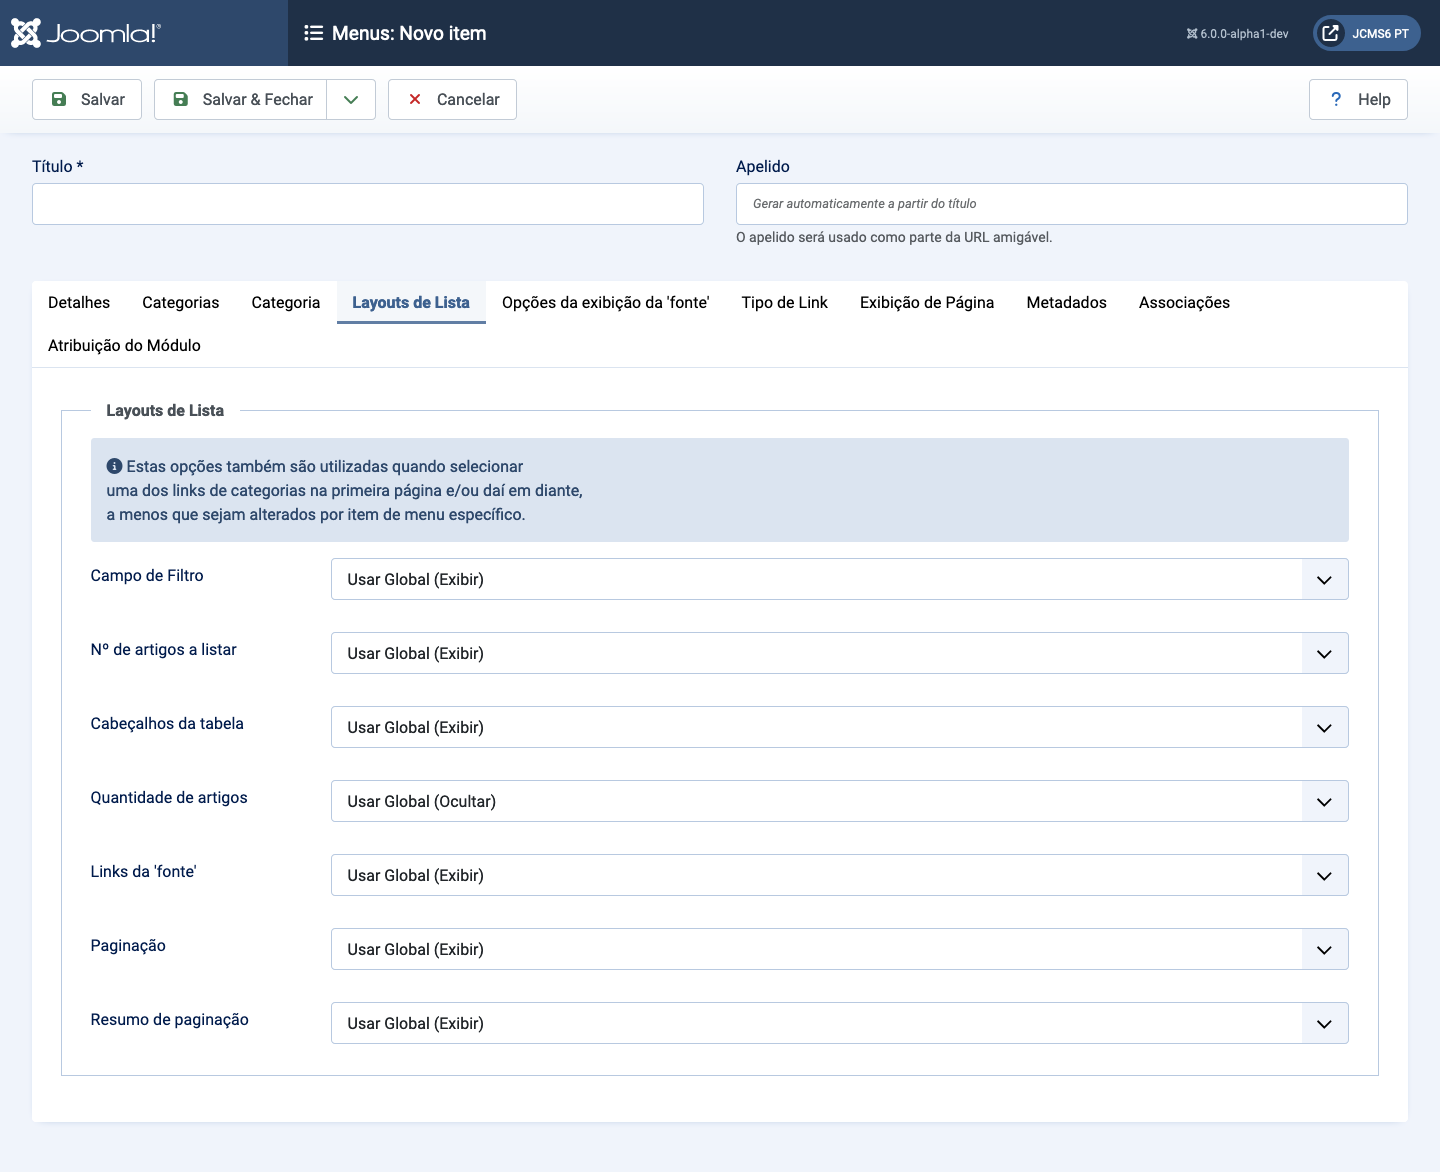 Joomla!®
Menus: Novo item
6.0.0-alpha1-dev
JCMS6 PT
Salvar
Salvar & Fechar
Cancelar
? Help
Título *
Apelido
Gerar automaticamente a partir do título
O apelido será usado como parte da URL amigável.
Detalhes Categorias Categoria Layouts de Lista Opções da exibição da 'fonte' Tipo de Link Exibição de Página Metadados Associações
Atribuição do Módulo
Layouts de Lista
Estas opções também são utilizadas quando selecionar
uma dos links de categorias na primeira página e/ou daí em diante,
a menos que sejam alterados por item de menu específico.
Campo de Filtro Usar Global (Exibir)
Nº de artigos a listar Usar Global (Exibir)
Cabeçalhos da tabela Usar Global (Exibir)
Quantidade de artigos Usar Global (Ocultar)
Links da 'fonte' Usar Global (Exibir)
Paginação Usar Global (Exibir)
Resumo de paginação Usar Global (Exibir)